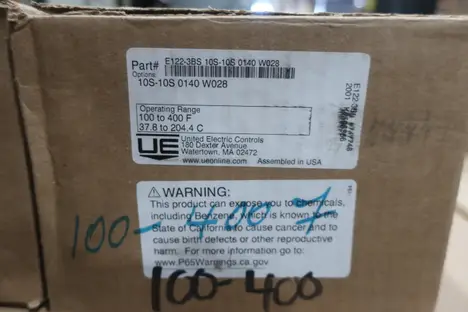 Part# E122-3BS 10S-10S 0140 W028
Options:
10S-10S 0140 W028
Operating Range
100 to 400 F
37.8 to 204.4 C
UE
United Electric Controls
180 Dexter Avenue
Watertown, MA 02472
www.ueonline.com Assembled in USA
E122-3B
2001
WARNING:
This product can expose you to chemicals,
including Benzene, which is known to the
State of California to cause cancer and to
cause birth defects or other reproductive
harm. For more information go to:
www.P65Warnings.ca.gov
100-400 7
100-400